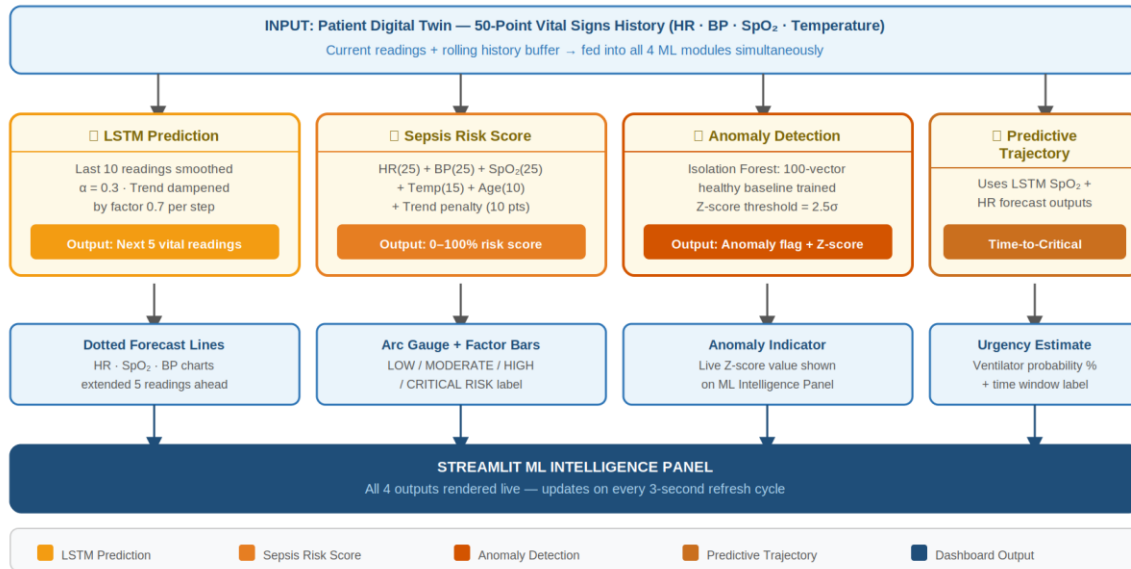 INPUT: Patient Digital Twin — 50-Point Vital Signs History (HR · BP · SpO₂ · Temperature)
Current readings + rolling history buffer → fed into all 4 ML modules simultaneously
LSTM Prediction
Last 10 readings smoothed
α = 0.3 · Trend dampened
by factor 0.7 per step
Output: Next 5 vital readings
Sepsis Risk Score
HR(25) + BP(25) + SpO₂(25)
+ Temp(15) + Age(10)
+ Trend penalty (10 pts)
Output: 0–100% risk score
Anomaly Detection
Isolation Forest: 100-vector
healthy baseline trained
Z-score threshold = 2.5σ
Output: Anomaly flag + Z-score
Predictive
Trajectory
Uses LSTM SpO₂ +
HR forecast outputs
Time-to-Critical
Dotted Forecast Lines
HR · SpO₂ · BP charts
extended 5 readings ahead
Arc Gauge + Factor Bars
LOW / MODERATE / HIGH
/ CRITICAL RISK label
Anomaly Indicator
Live Z-score value shown
on ML Intelligence Panel
Urgency Estimate
Ventilator probability %
+ time window label
STREAMLIT ML INTELLIGENCE PANEL
All 4 outputs rendered live — updates on every 3-second refresh cycle
LSTM Prediction
Sepsis Risk Score
Anomaly Detection
Predictive Trajectory
Dashboard Output